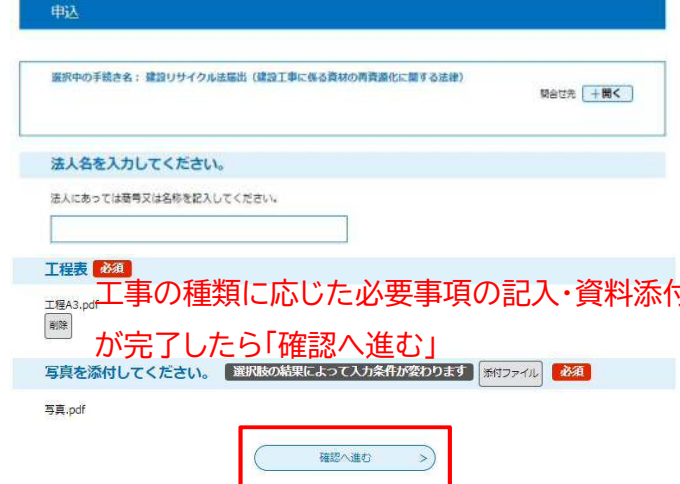 申込
選択中の手続き名： 建設リサイクル法届出（建設工事に係る資材の再資源化に関する法律）
問合せ先 ＋開く
法人名を入力してください。
法人にあっては商号又は名称を記入してください。
工程表 必須
工程A3.pdf
削除
工事の種類に応じた必要事項の記入・資料添付
が完了したら「確認へ進む」
写真を添付してください。 選択肢の結果によって入力条件が変わります 添付ファイル 必須
写真.pdf
確認へ進む >